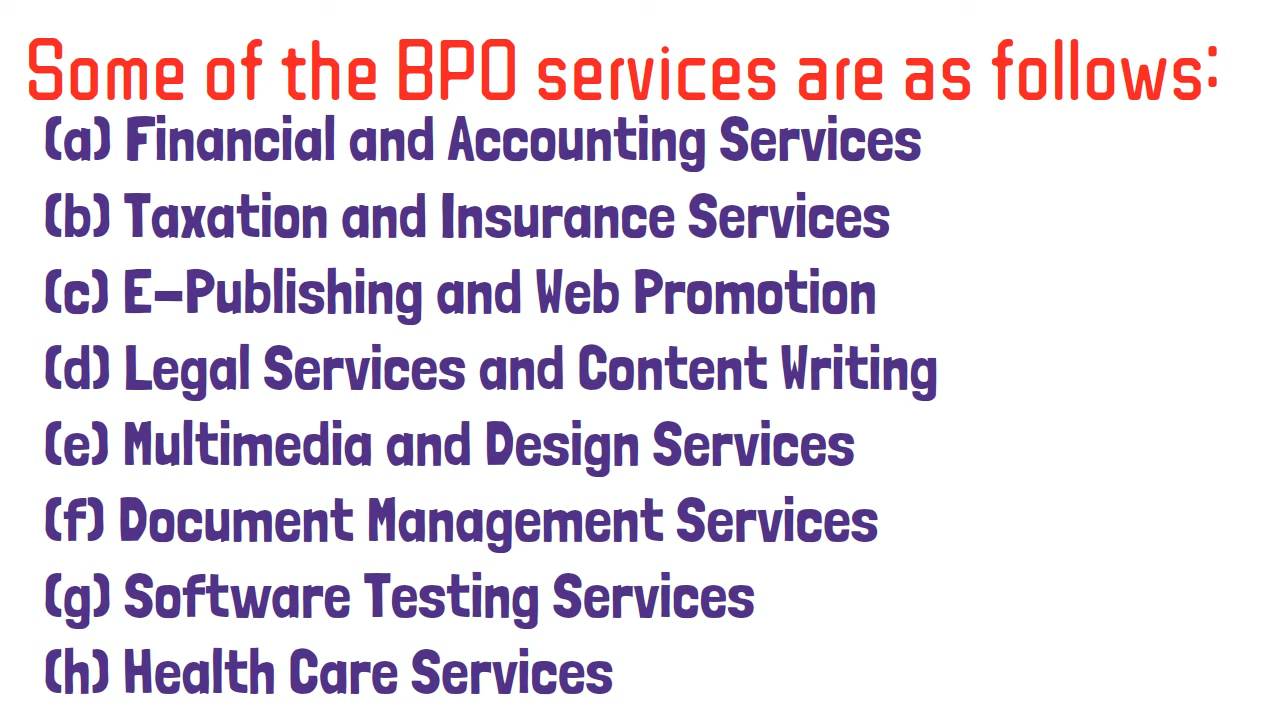 Some of the BPO services are as follows:
(a) Financial and Accounting Services
(b) Taxation and Insurance Services
(c) E-Publishing and Web Promotion
(d) Legal Services and Content Writing
(e) Multimedia and Design Services
(f) Document Management Services
(g) Software Testing Services
(h) Health Care Services